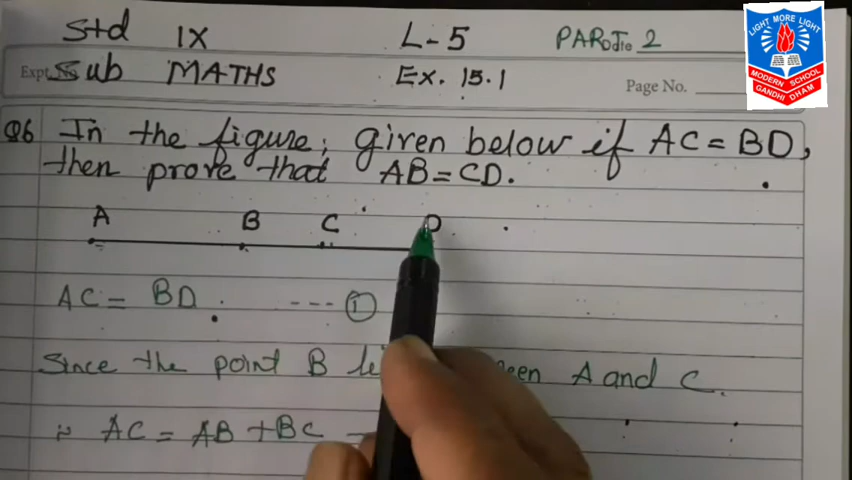 Std IX L-5 PART 2
Expt. No. Sub MATHS Ex. 15.1 Page No.
Q6 In the figure, given below if AC = BD,
then prove that AB = CD.
A B C D
AC = BD. --- ①
Since the point B A and C.
∴ AC = AB + BC
LIGHT MORE LIGHT
MODERN SCHOOL
GANDHI DHAM